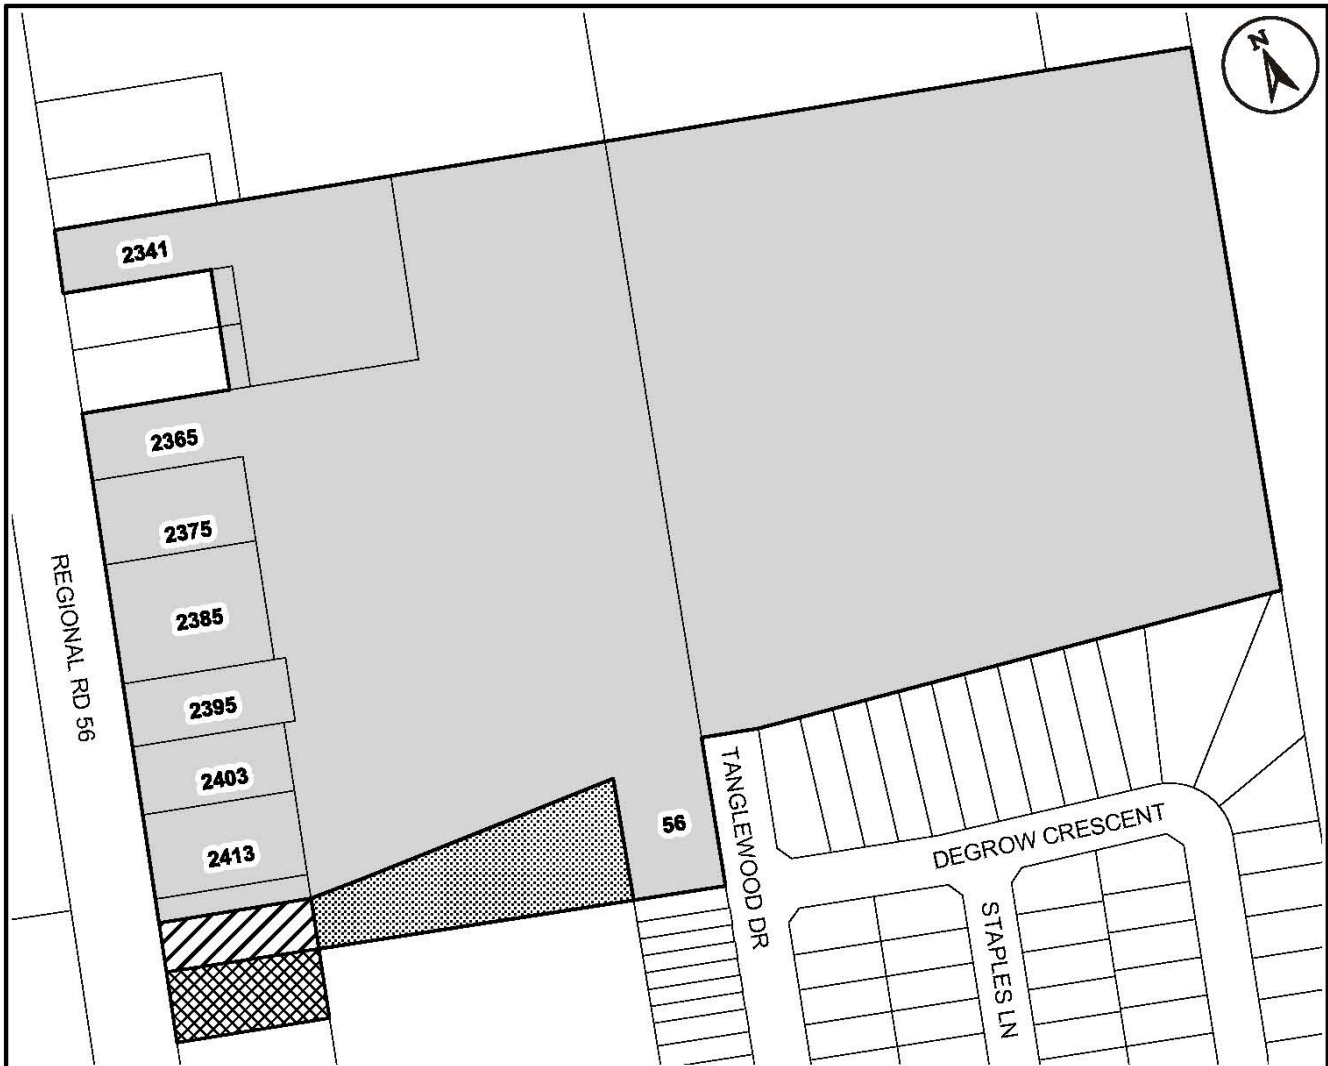 N
2341
2365
2375
2385
REGIONAL RD 56
2395
2403
2413
56
TANGLEWOOD DR
DEGROW CRESCENT
STAPLES LN